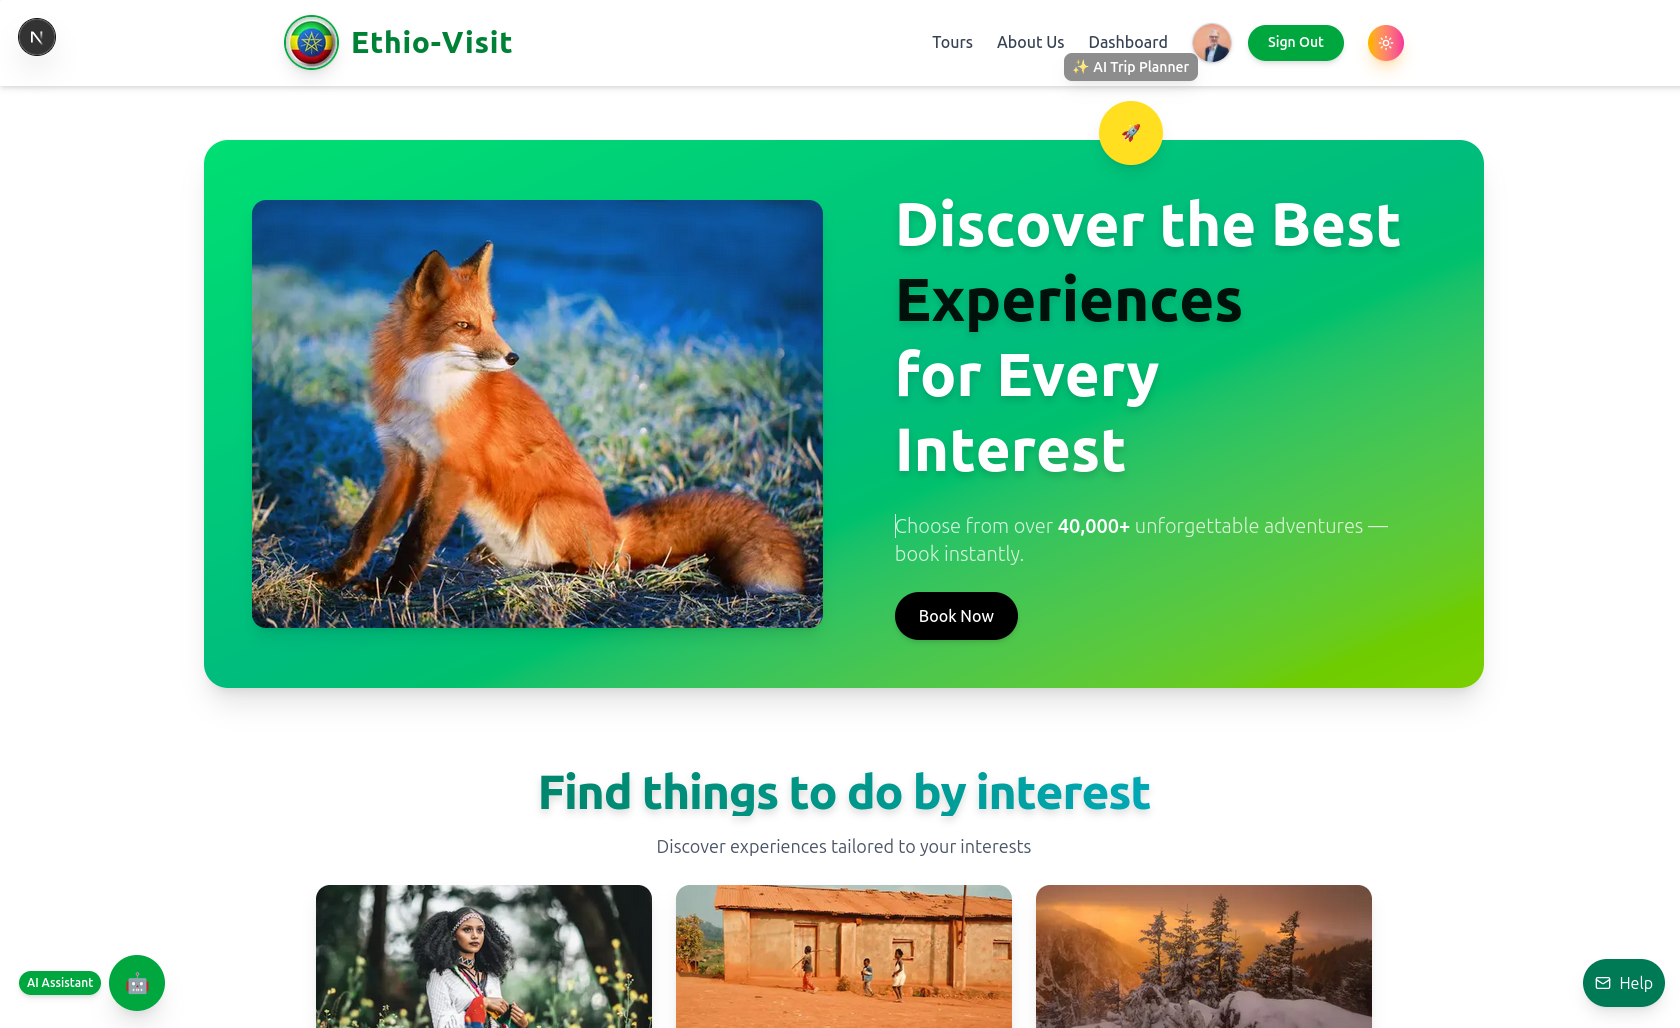 Ethio-Visit
Tours
About Us
Dashboard
Sign Out
✨ AI Trip Planner
Discover the Best
Experiences
for Every
Interest
Choose from over 40,000+ unforgettable adventures —
book instantly.
Book Now
Find things to do by interest
Discover experiences tailored to your interests
AI Assistant
Help